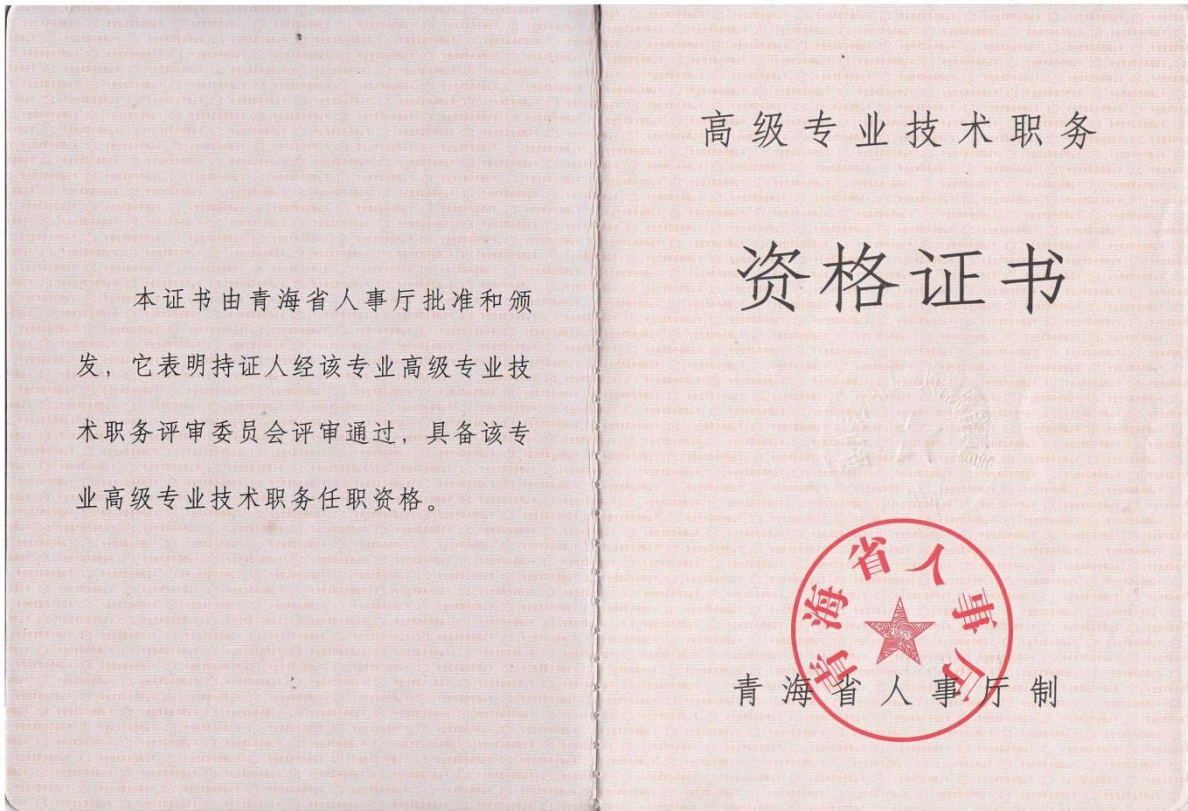 本证书由青海省人事厅批准和颁
发，它表明持证人经该专业高级专业技
术职务评审委员会评审通过，具备该专
业高级专业技术职务任职资格。
高级专业技术职务
资格证书
青海省人事厅
青海省人事厅制